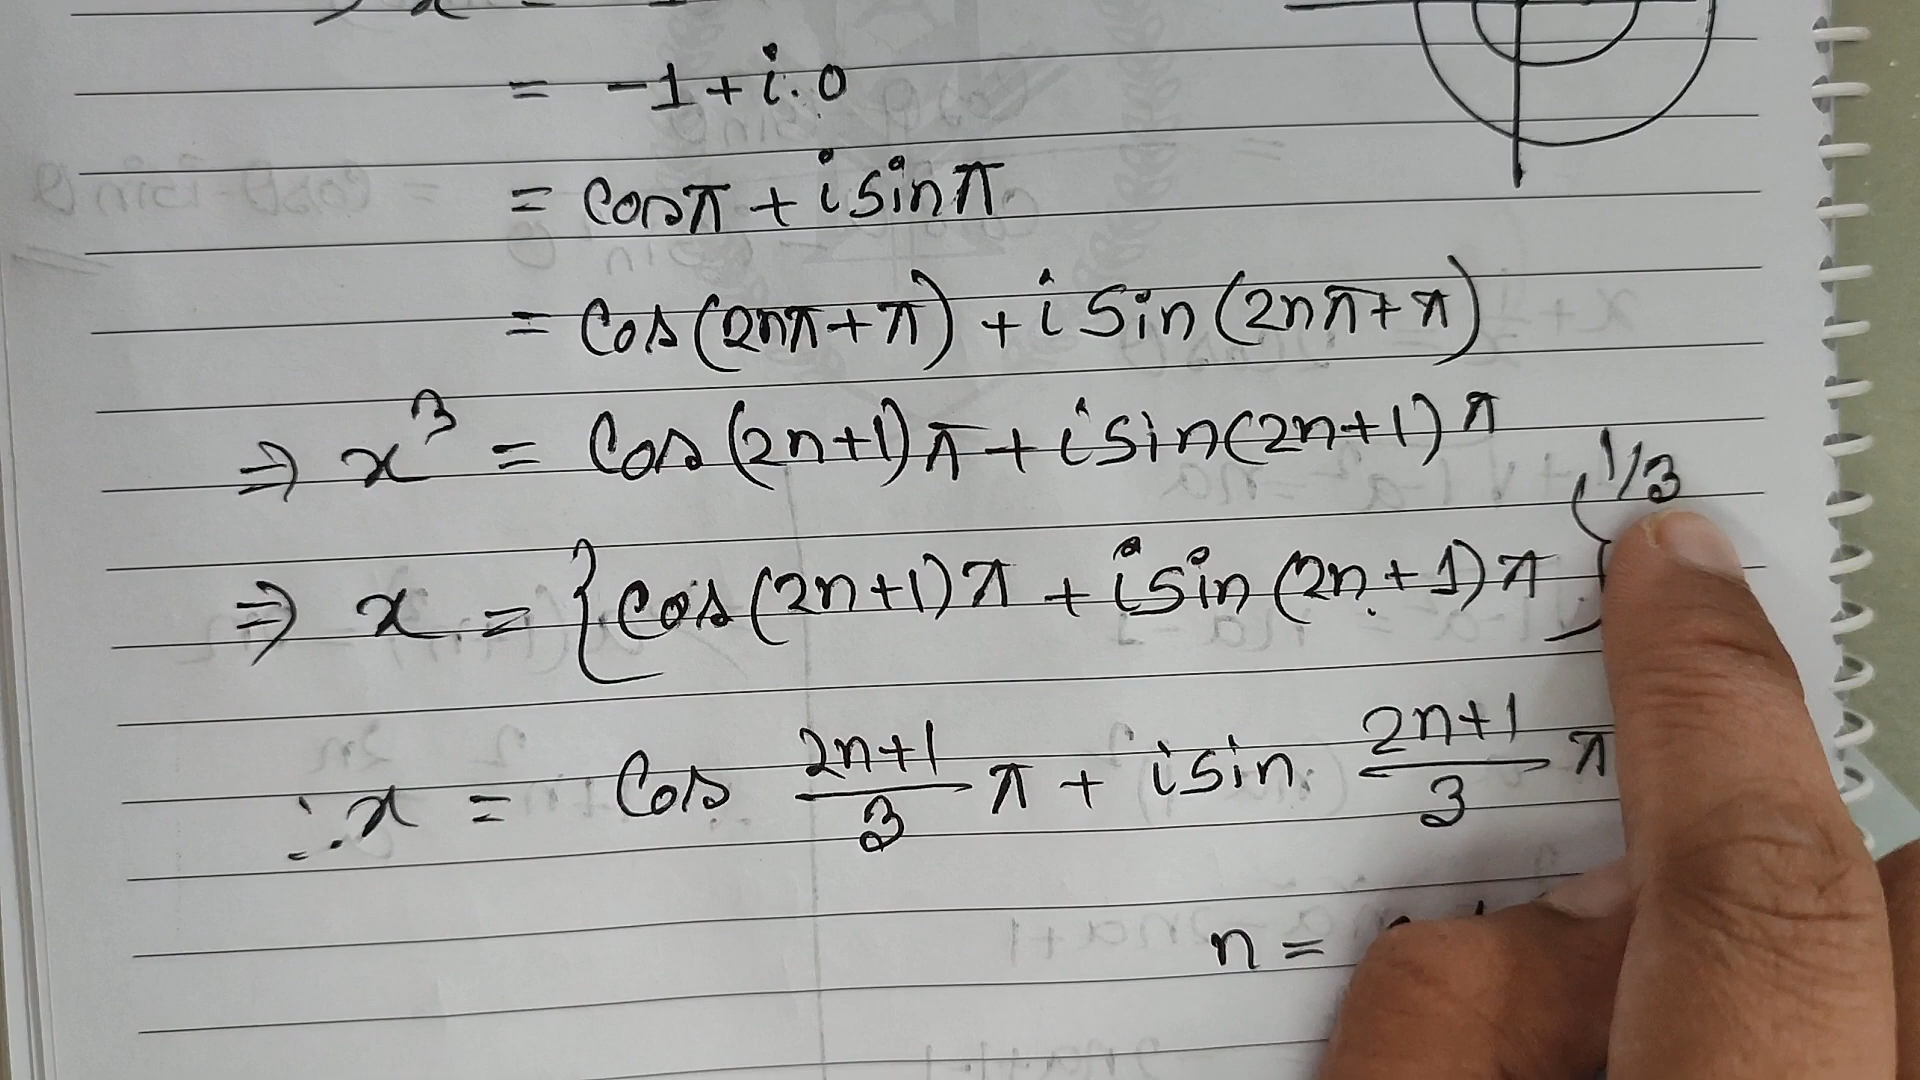 = -1+i.0
= Cosπ + i sinπ
= Cos(2nπ+π) + i Sin(2nπ+π)
⇒ x³ = Cos(2n+1)π + i sin(2n+1)π
⇒ x = {Cos(2n+1)π + i sin(2n+1)π}^1/3
∴ x = Cos (2n+1)/3 π + i sin (2n+1)/3 π
n =